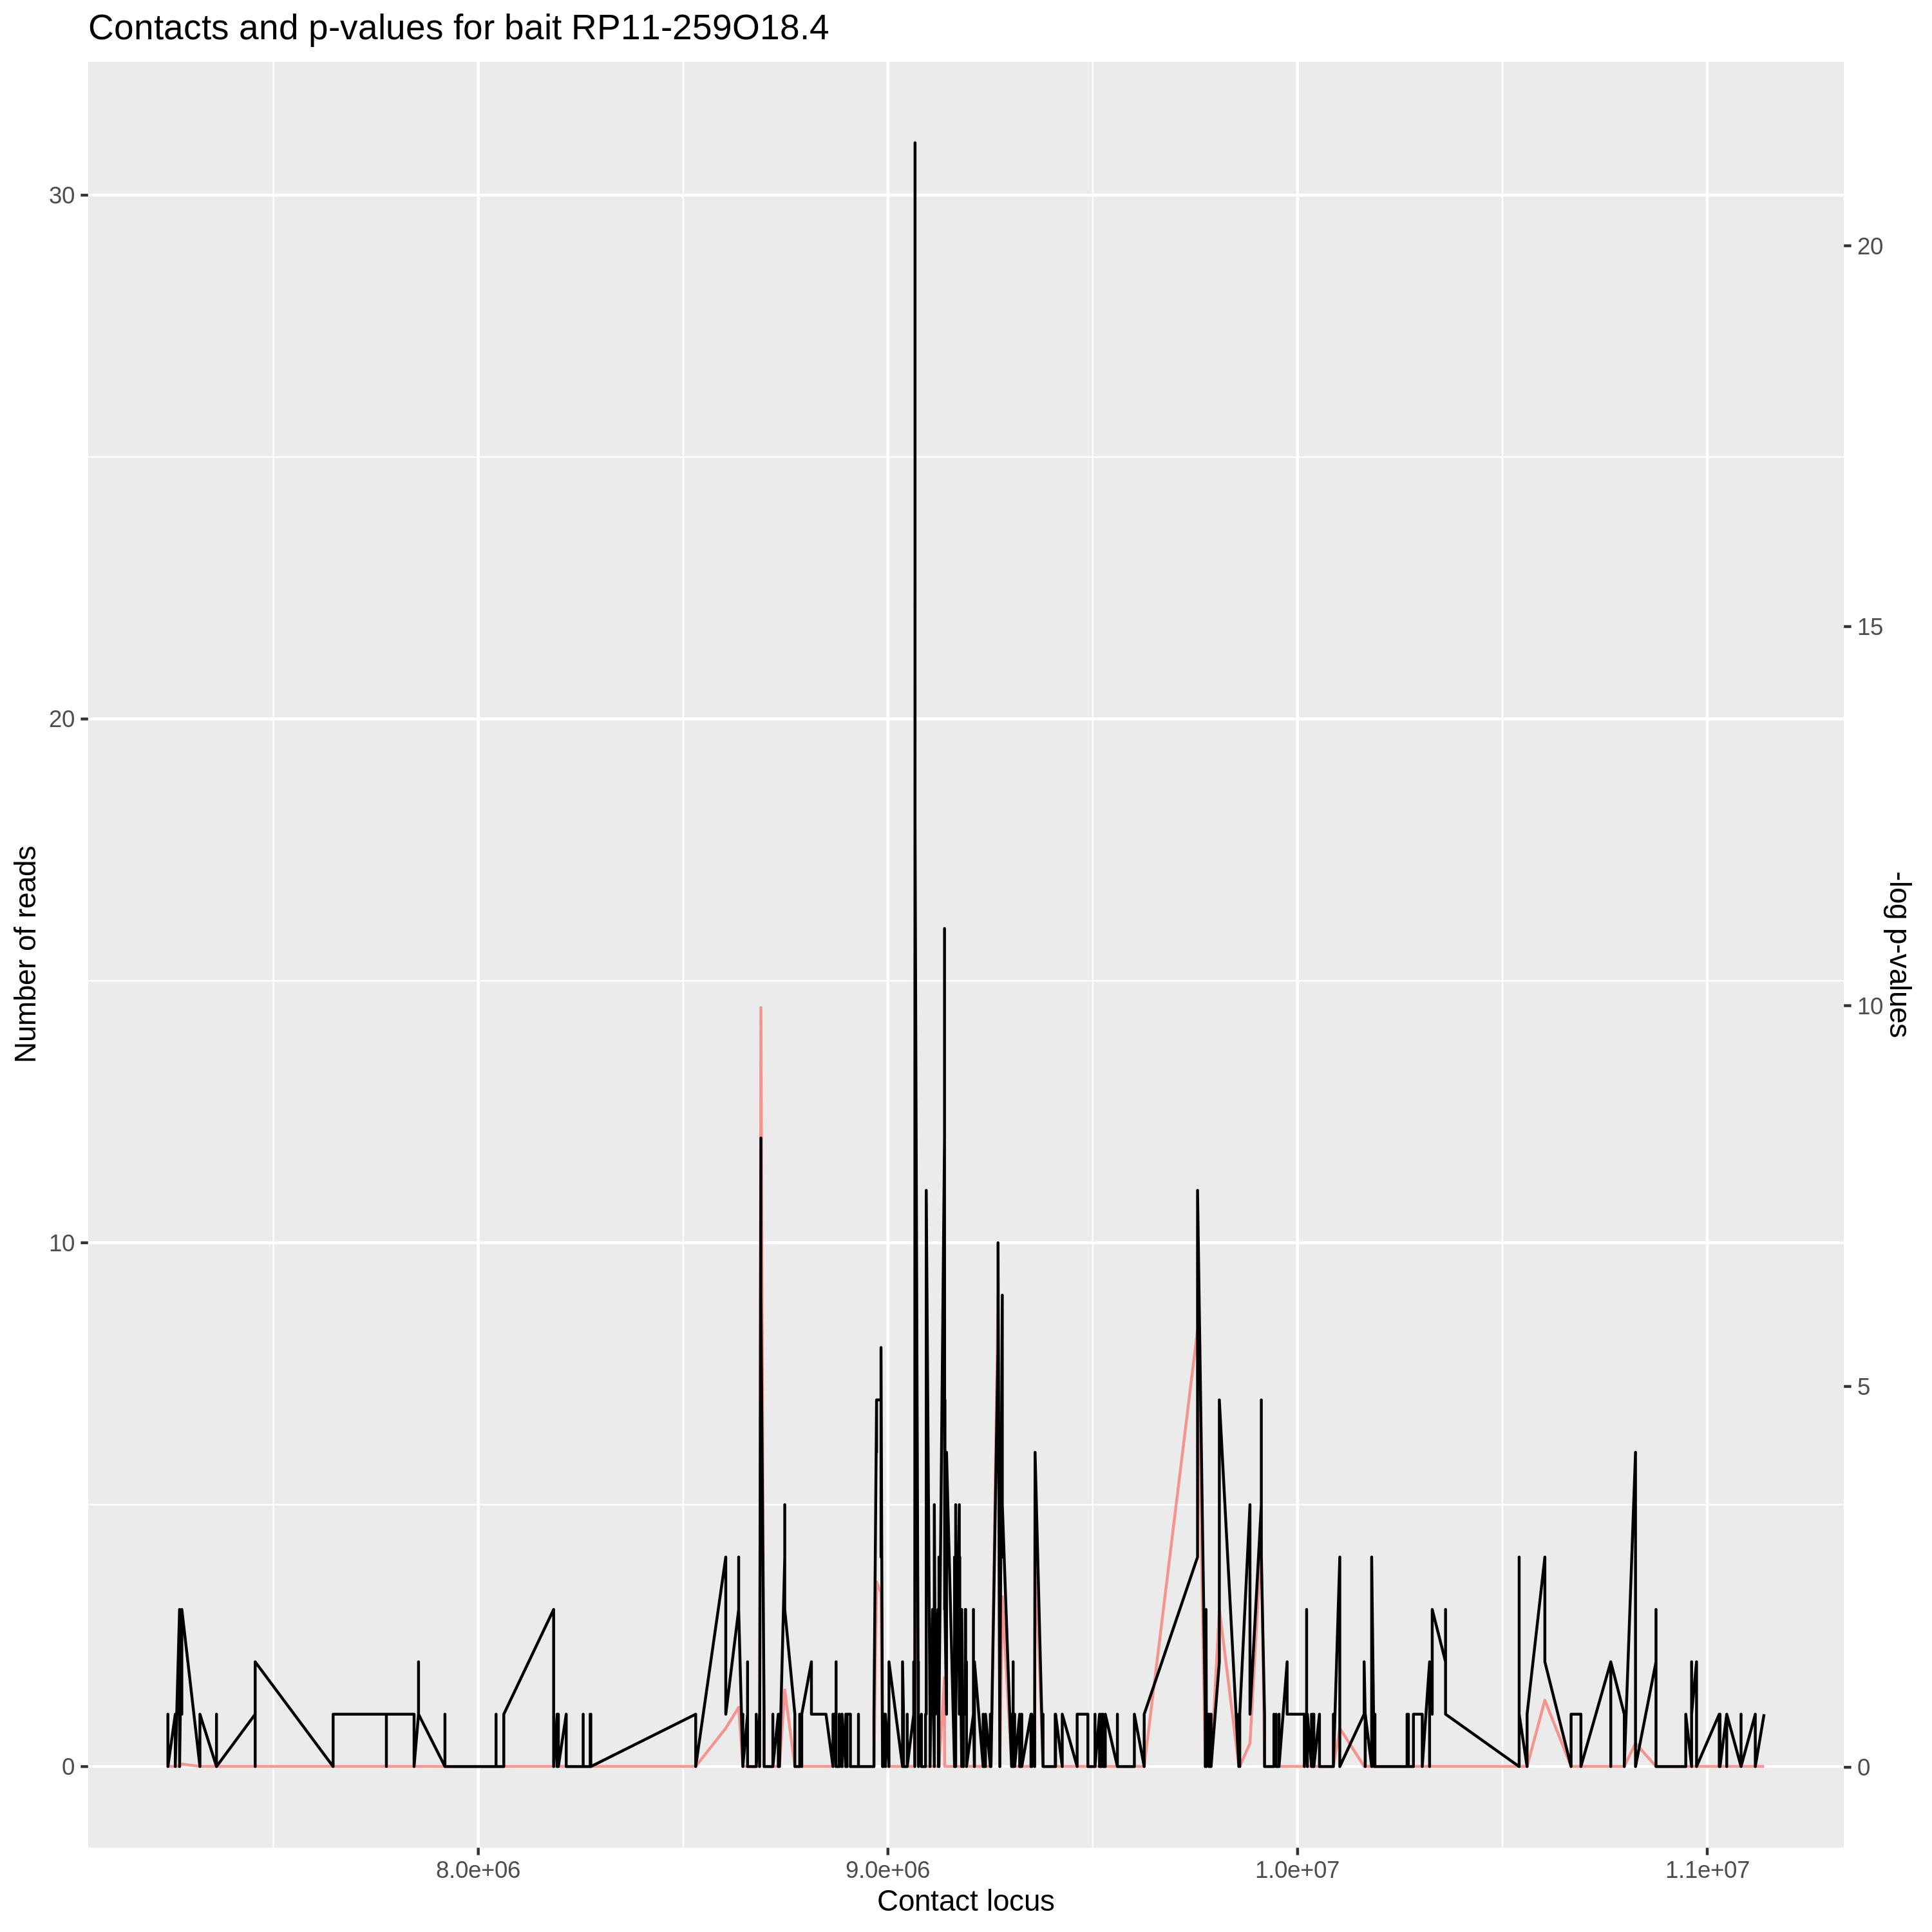 Contacts and p-values for bait RP11-259O18.4
30
20
10
0
Number of reads
20
15
10
5
0
-log p-values
8.0e+06
9.0e+06
1.0e+07
1.1e+07
Contact locus